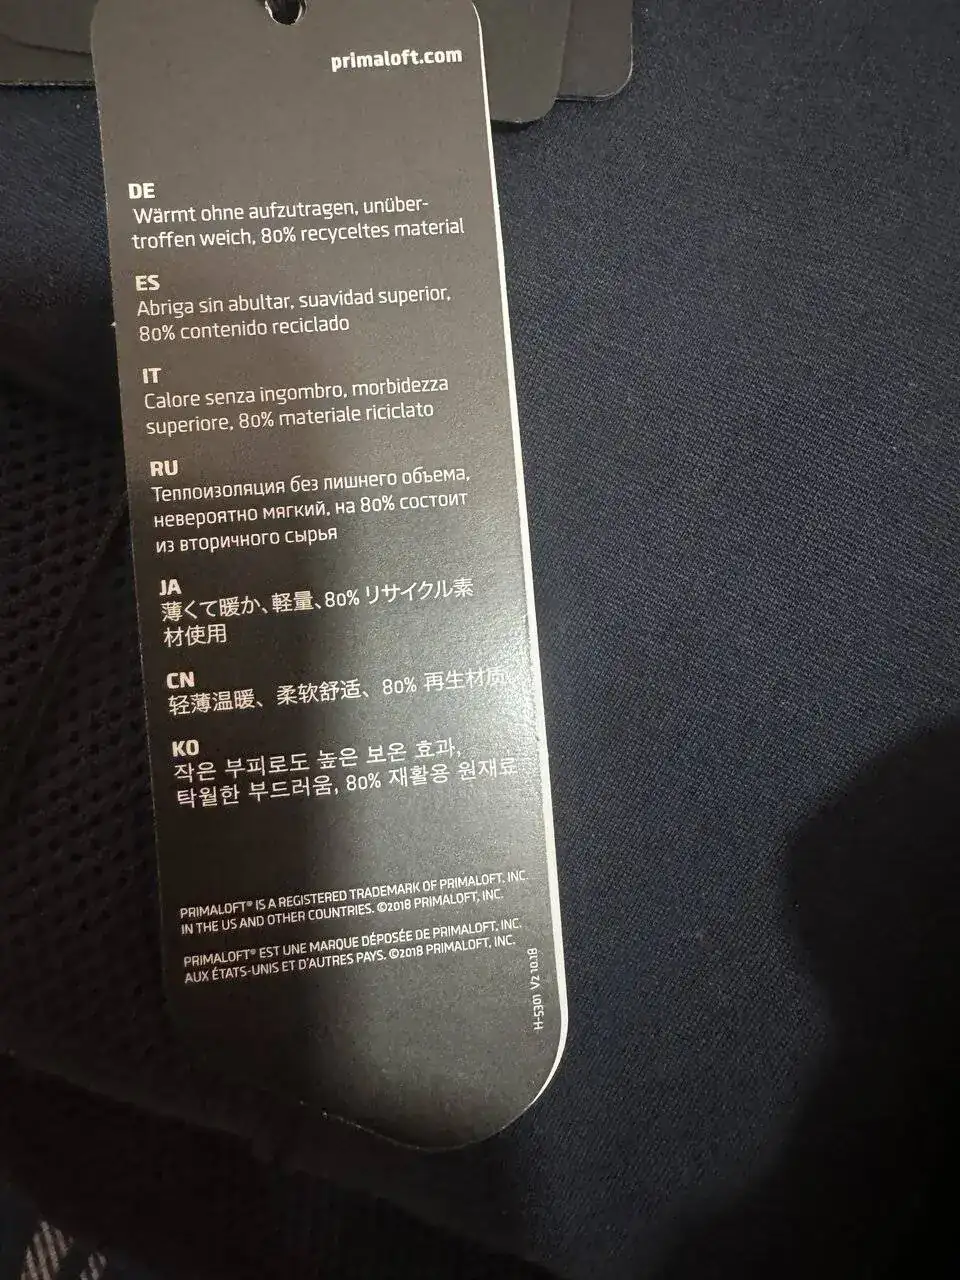 primaloft.com
DE
Wärmt ohne aufzutragen, unüber-
troffen weich, 80% recyceltes material
ES
Abriga sin abultar, suavidad superior,
80% contenido reciclado
IT
Calore senza ingombro, morbidezza
superiore, 80% materiale riciclato
RU
Теплоизоляция без лишнего объема,
невероятно мягкий, на 80% состоит
из вторичного сырья
JA
薄くて暖か、軽量、80% リサイクル素
材使用
CN
轻薄温暖、柔软舒适、80% 再生材质。
KO
작은 부피로도 높은 보온 효과,
탁월한 부드러움, 80% 재활용 원재료
PRIMALOFT® IS A REGISTERED TRADEMARK OF PRIMALOFT, INC.
IN THE US AND OTHER COUNTRIES. ©2018 PRIMALOFT, INC.
PRIMALOFT® EST UNE MARQUE DÉPOSÉE DE PRIMALOFT, INC.
AUX ÉTATS-UNIS ET D'AUTRES PAYS. ©2018 PRIMALOFT, INC.
H-5301 V2 10.18